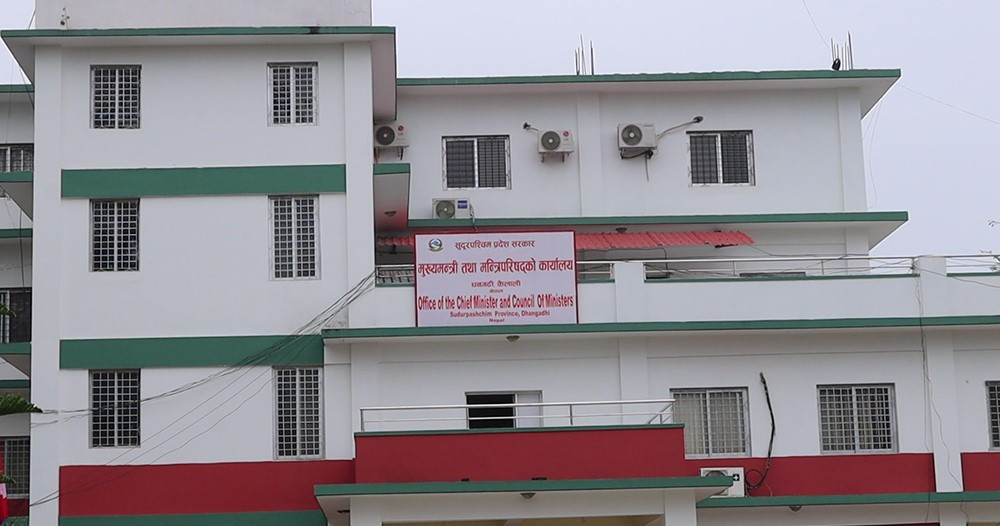 सुदूरपश्चिम प्रदेश सरकार
मुख्यमन्त्री तथा मन्त्रिपरिषद्को कार्यालय
धनगढी, कैलाली
नेपाल
Office of the Chief Minister and Council Of Ministers
Sudurpashchim Province, Dhangadhi
Nepal